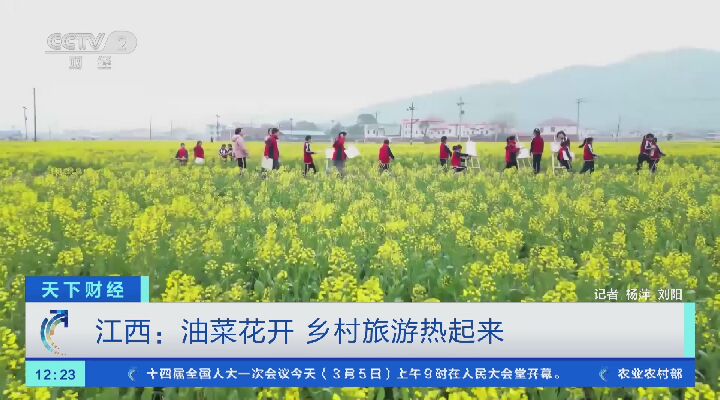 CCTV 2
财经
记者 杨萍 刘阳
天下财经
江西：油菜花开 乡村旅游热起来
12:23
十四届全国人大一次会议今天（3月5日）上午9时在人民大会堂开幕。 农业农村部